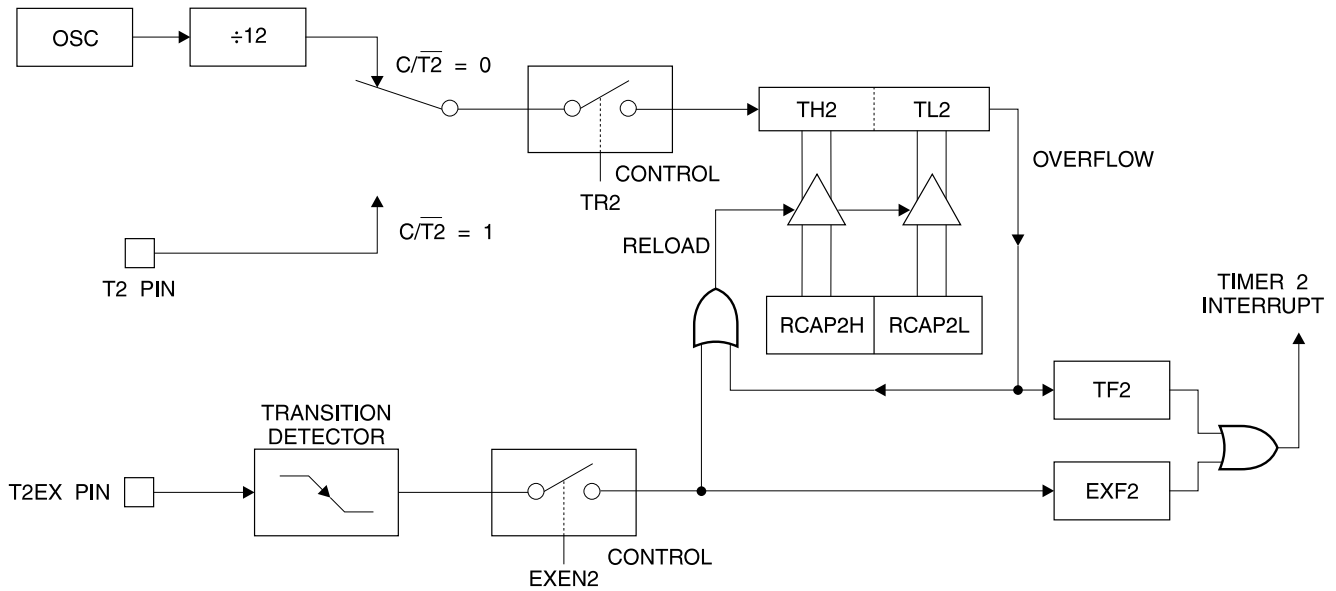 OSC
÷12
C/T2̅ = 0
TH2
TL2
OVERFLOW
CONTROL
TR2
C/T2̅ = 1
RELOAD
T2 PIN
TIMER 2
INTERRUPT
RCAP2H
RCAP2L
TF2
TRANSITION
DETECTOR
T2EX PIN
EXF2
CONTROL
EXEN2